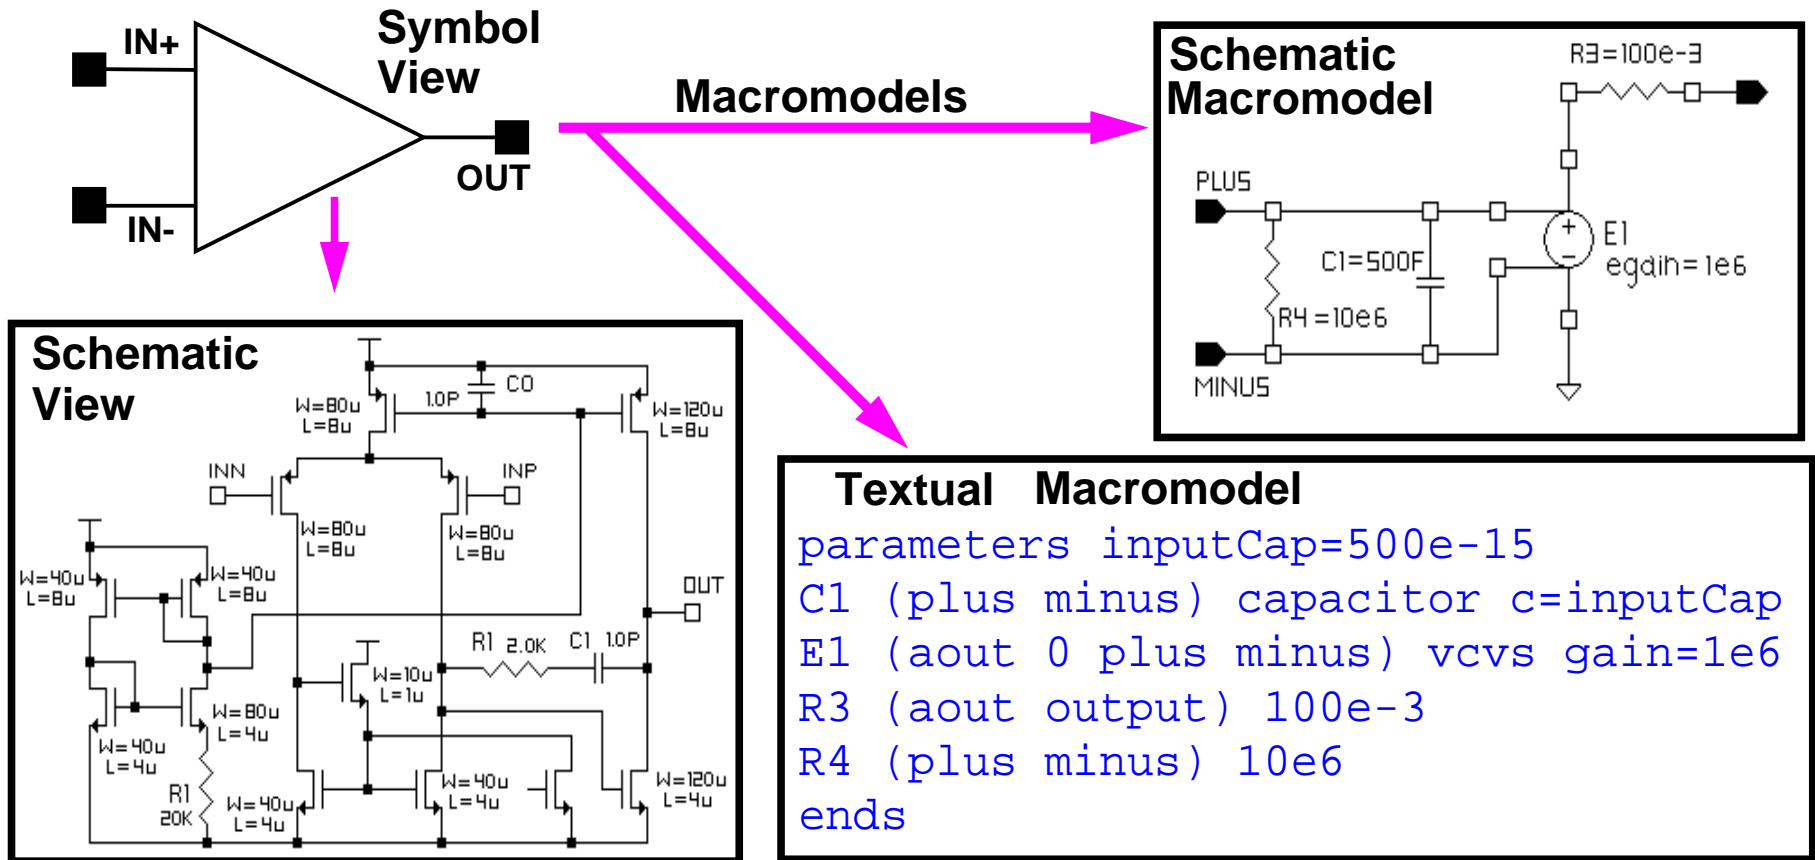 Symbol
View
IN+
IN-
OUT
Macromodels
Schematic
Macromodel
R3=100e-3
PLUS
C1=500F
E1
egain=1e6
R4=10e6
MINUS
Schematic
View
C0
1.0P
W=80u
L=8u
W=120u
L=8u
INN
INP
W=80u
L=8u
W=80u
L=8u
W=40u
L=8u
W=40u
L=8u
OUT
R1 2.0K C1 1.0P
W=10u
L=1u
W=80u
L=4u
W=40u
L=4u
R1
20K
W=40u
L=4u
W=40u
L=4u
W=120u
L=4u
Textual Macromodel
parameters inputCap=500e-15
C1 (plus minus) capacitor c=inputCap
E1 (aout 0 plus minus) vcvs gain=1e6
R3 (aout output) 100e-3
R4 (plus minus) 10e6
ends